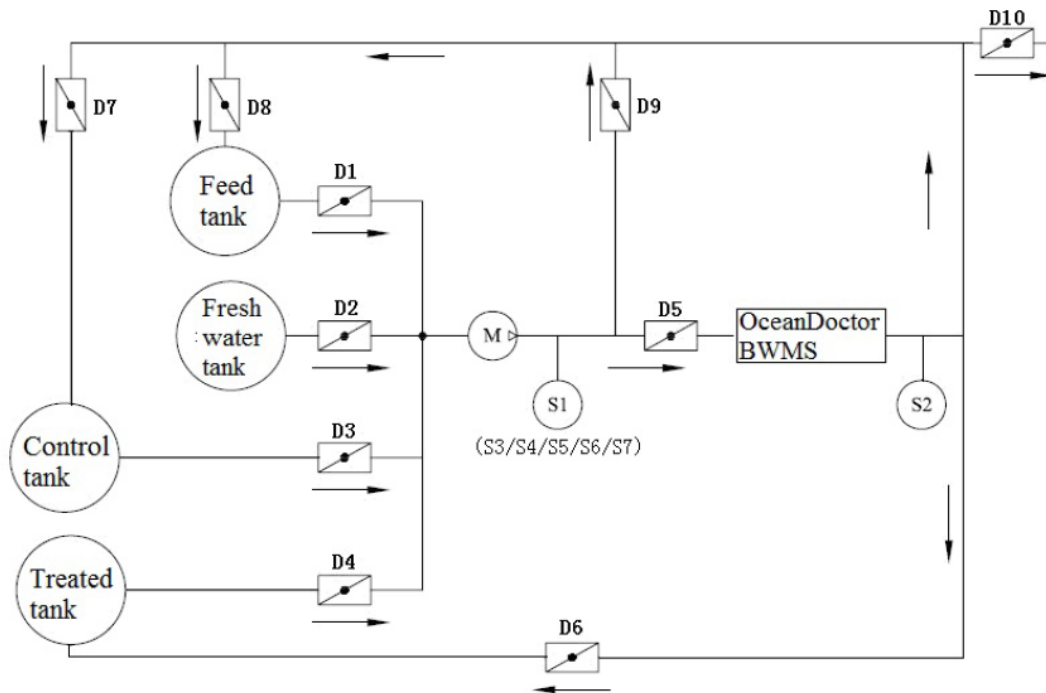 D10
D7
D8
D9
Feed
tank
D1
Fresh
: water
tank
D2
M
D5
OceanDoctor
BWMS
S1
S2
(S3/S4/S5/S6/S7)
Control
tank
D3
Treated
tank
D4
D6